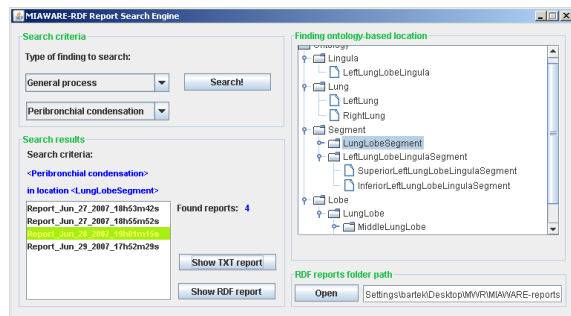 MIAWARE-RDF Report Search Engine
Search criteria
Type of finding to search:
General process
Search!
Peribronchial condensation
Search results
Search criteria:
<Peribronchial condensation>
in location <LungLobeSegment>
Report_Jun_27_2007_18h53m42s
Report_Jun_27_2007_18h55m52s
Report_Jun_28_2007_19h01m15s
Report_Jun_29_2007_17h52m29s
Found reports: 4
Show TXT report
Show RDF report
Finding ontology-based location
Ontology
Lingula
LeftLungLobeLingula
Lung
LeftLung
RightLung
Segment
LungLobeSegment
LeftLungLobeLingulaSegment
SuperiorLeftLungLobeLingulaSegment
InferiorLeftLungLobeLingulaSegment
Lobe
LungLobe
MiddleLungLobe
RDF reports folder path
Open
Settings\bartek\Desktop\MWR\MIAWARE-reports